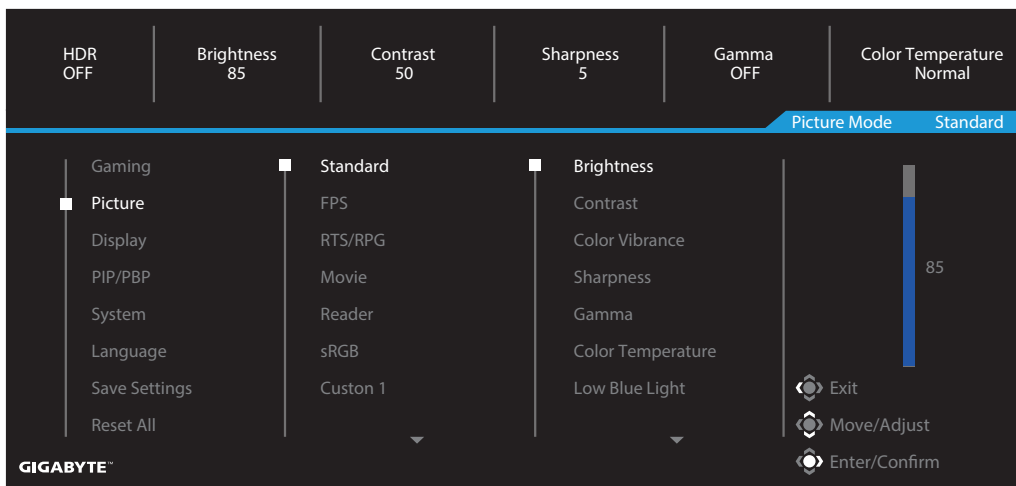 HDR
OFF
Brightness
85
Contrast
50
Sharpness
5
Gamma
OFF
Color Temperature
Normal
Picture Mode Standard
Gaming
Picture
Display
PIP/PBP
System
Language
Save Settings
Reset All
Standard
FPS
RTS/RPG
Movie
Reader
sRGB
Custon 1
Brightness
Contrast
Color Vibrance
Sharpness
Gamma
Color Temperature
Low Blue Light
85
Exit
Move/Adjust
Enter/Confirm
GIGABYTE™